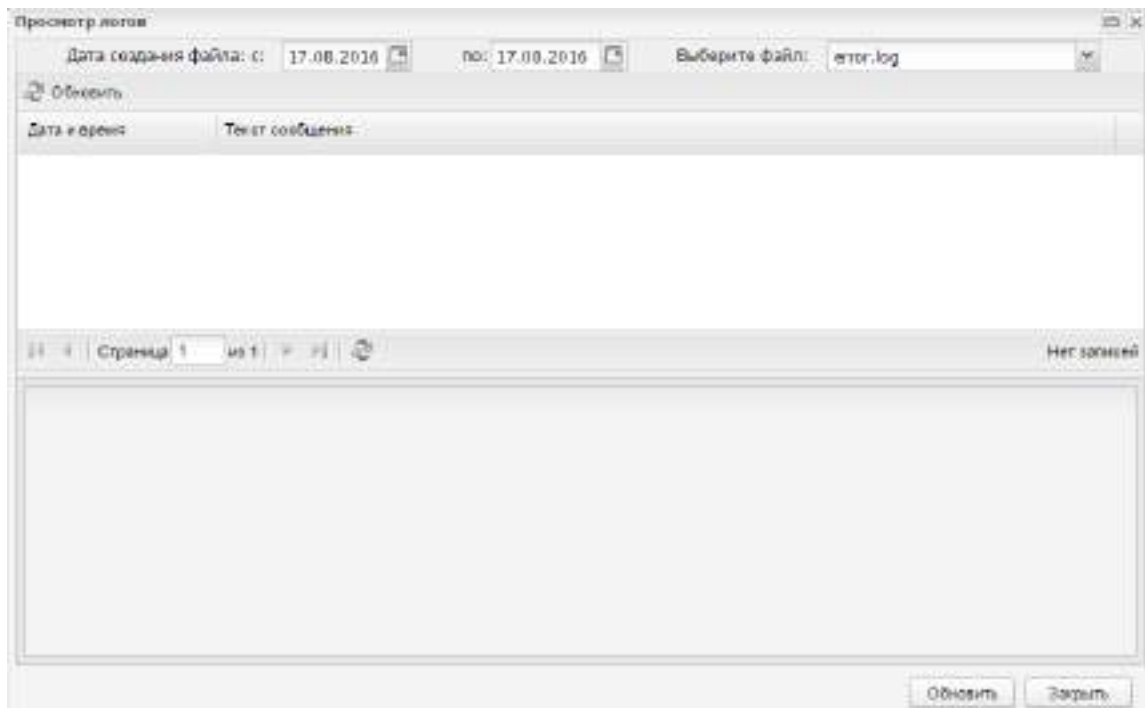 Просмотр логов
Дата создания файла: с: 17.08.2016 по: 17.08.2016 Выберите файл: error.log
Обновить
Дата и время Текст сообщения
Страница 1 из 1 Нет записей
Обновить Закрыть